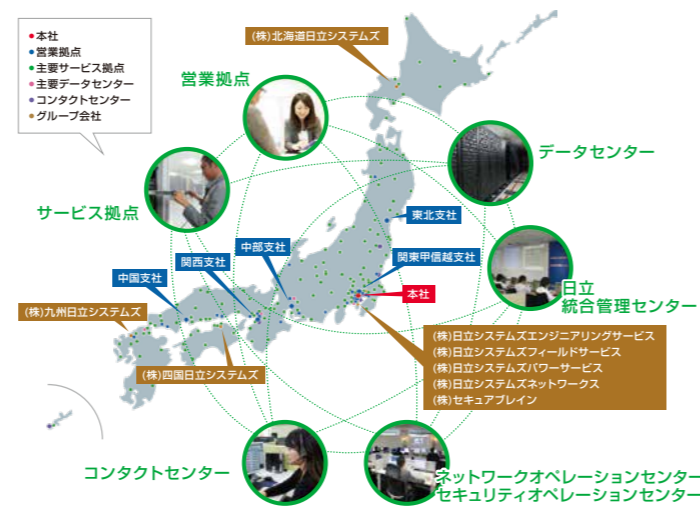 本社
営業拠点
主要サービス拠点
主要データセンター
コンタクトセンター
グループ会社
(株)北海道日立システムズ
営業拠点
データセンター
サービス拠点
東北支社
中部支社
関西支社
関東甲信越支社
中国支社
本社
日立
統合管理センター
(株)九州日立システムズ
(株)日立システムズエンジニアリングサービス
(株)日立システムズフィールドサービス
(株)日立システムズパワーサービス
(株)日立システムズネットワークス
(株)セキュアブレイン
(株)四国日立システムズ
コンタクトセンター
ネットワークオペレーションセンター
セキュリティオペレーションセンター